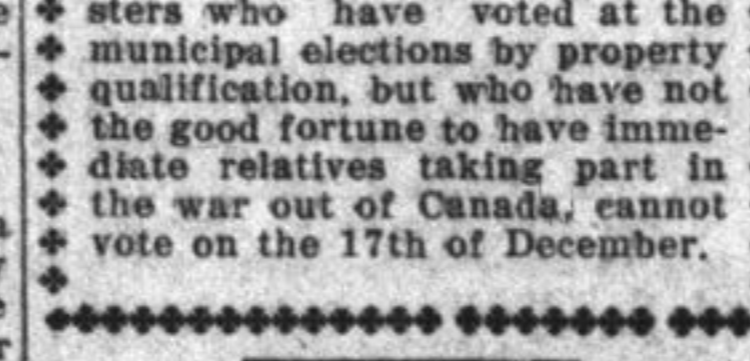 sters who have voted at the
municipal elections by property
qualification, but who have not
the good fortune to have imme-
diate relatives taking part in
the war out of Canada, cannot
vote on the 17th of December.